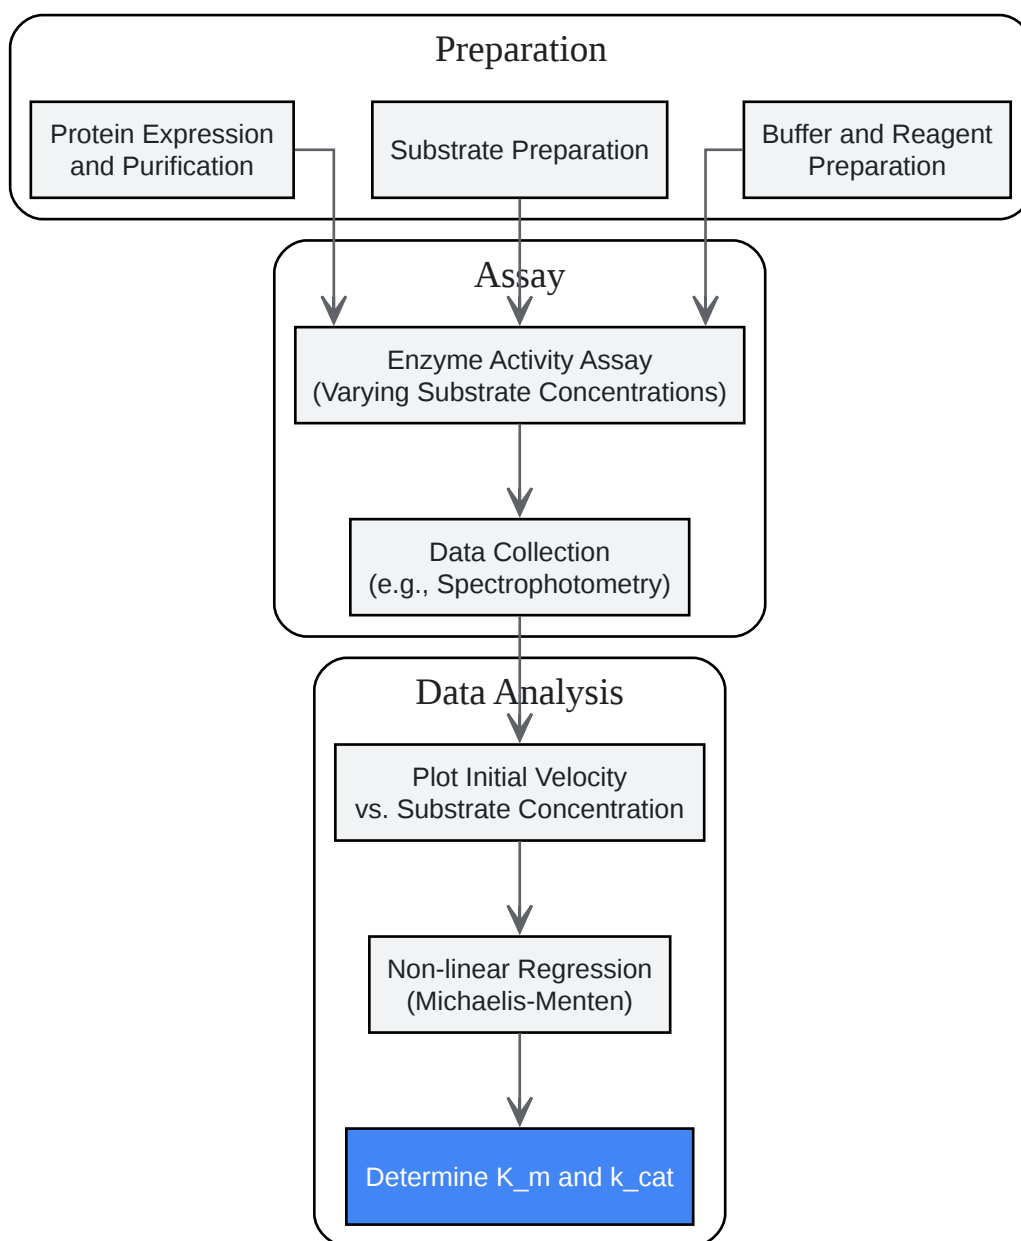 Preparation
Protein Expression
and Purification
Substrate Preparation
Buffer and Reagent
Preparation
Assay
Enzyme Activity Assay
(Varying Substrate Concentrations)
Data Collection
(e.g., Spectrophotometry)
Data Analysis
Plot Initial Velocity
vs. Substrate Concentration
Non-linear Regression
(Michaelis-Menten)
Determine K_m and k_cat